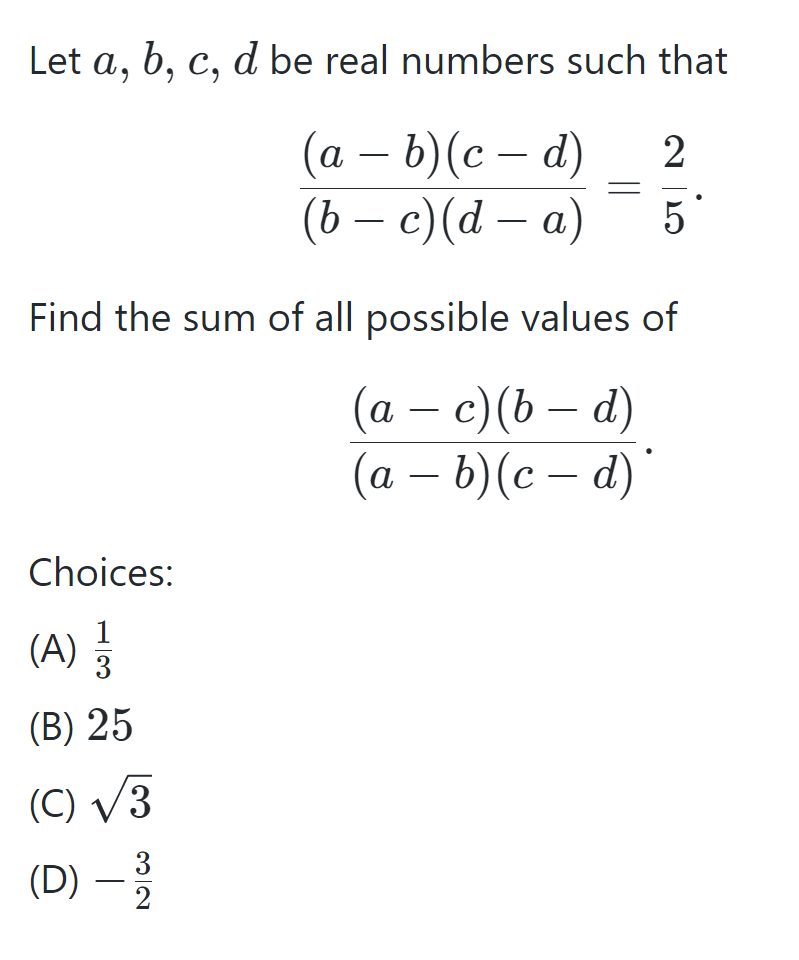 Let a, b, c, d be real numbers such that
\frac{(a − b)(c − d)}{(b − c)(d − a)} = \frac{2}{5}.
Find the sum of all possible values of
\frac{(a − c)(b − d)}{(a − b)(c − d)}.
Choices:
(A) \frac{1}{3}
(B) 25
(C) \sqrt{3}
(D) −\frac{3}{2}